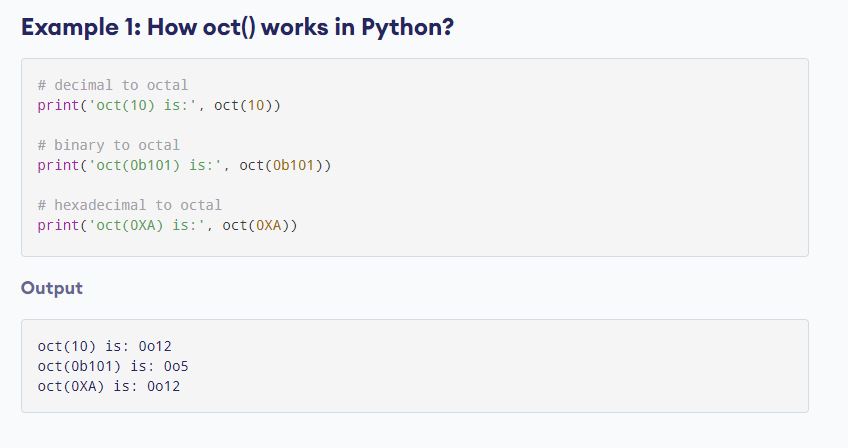 Example 1: How oct() works in Python?
# decimal to octal
print('oct(10) is:', oct(10))
# binary to octal
print('oct(0b101) is:', oct(0b101))
# hexadecimal to octal
print('oct(0XA) is:', oct(0XA))
Output
oct(10) is: 0o12
oct(0b101) is: 0o5
oct(0XA) is: 0o12